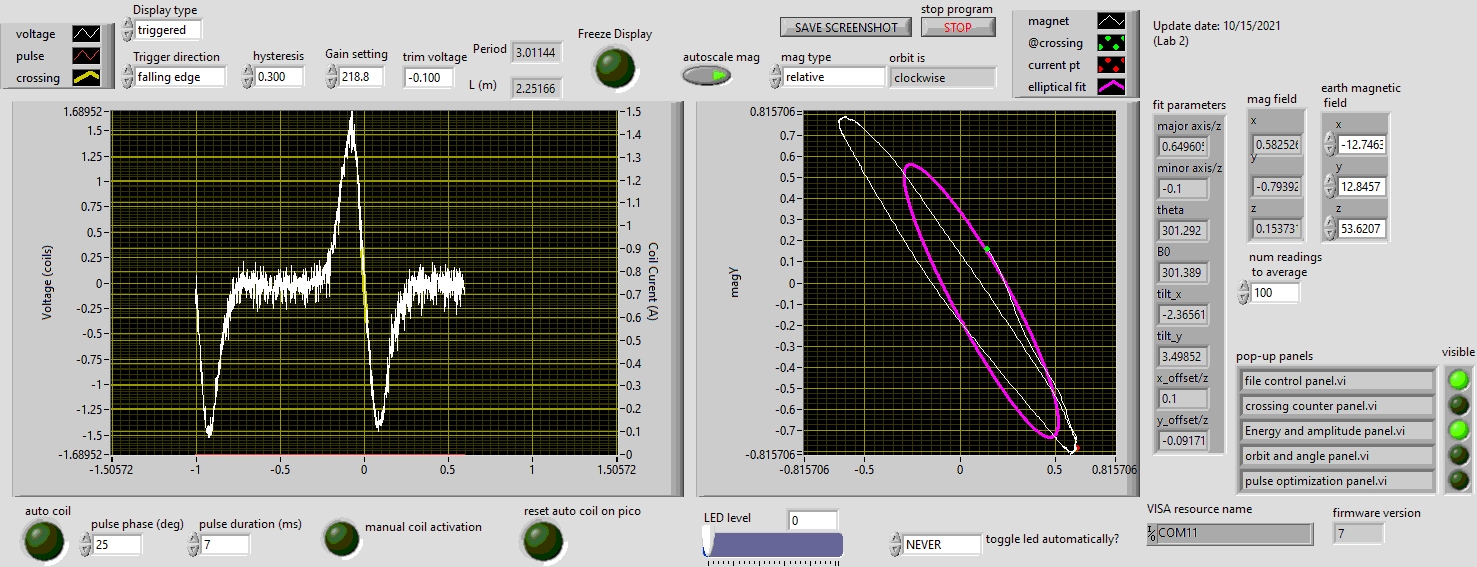 Display type
triggered
voltage
pulse
crossing
Trigger direction
falling edge
hysteresis
0.300
Gain setting
218.8
trim voltage
-0.100
Period
3.01144
L (m)
2.25166
Freeze Display
SAVE SCREENSHOT
stop program
STOP
autoscale mag
mag type
relative
orbit is
clockwise
magnet
@crossing
current pt
elliptical fit
Update date: 10/15/2021
(Lab 2)
Voltage (coils)
1.68952
1.5
1.25
1
0.75
0.5
0.25
0
-0.25
-0.5
-0.75
-1
-1.25
-1.5
-1.68952
-1.50572
-1
-0.5
0
0.5
1
1.50572
1.5
1.4
1.3
1.2
1.1
1
0.9
0.8
0.7
0.6
0.5
0.4
0.3
0.2
0.1
0
Coil Current (A)
magy
0.815706
0.7
0.6
0.5
0.4
0.3
0.2
0.1
0
-0.1
-0.2
-0.3
-0.4
-0.5
-0.6
-0.7
-0.815706
-0.815706
-0.5
0
0.5
0.815706
fit parameters
major axis/z
0.64960
minor axis/z
-0.1
theta
301.292
B0
301.389
tilt_x
-2.36561
tilt_y
3.49852
x_offset/z
0.1
y_offset/z
-0.09171
mag field
x
0.582526
y
-0.79392
z
0.15373
earth magnetic
field
x
-12.746
y
12.8457
z
53.6207
num readings
to average
100
pop-up panels
visible
file control panel.vi
crossing counter panel.vi
Energy and amplitude panel.vi
orbit and angle panel.vi
pulse optimization panel.vi
auto coil
pulse phase (deg)
25
pulse duration (ms)
7
manual coil activation
reset auto coil on pico
LED level
0
NEVER
toggle led automatically?
VISA resource name
COM11
firmware version
7